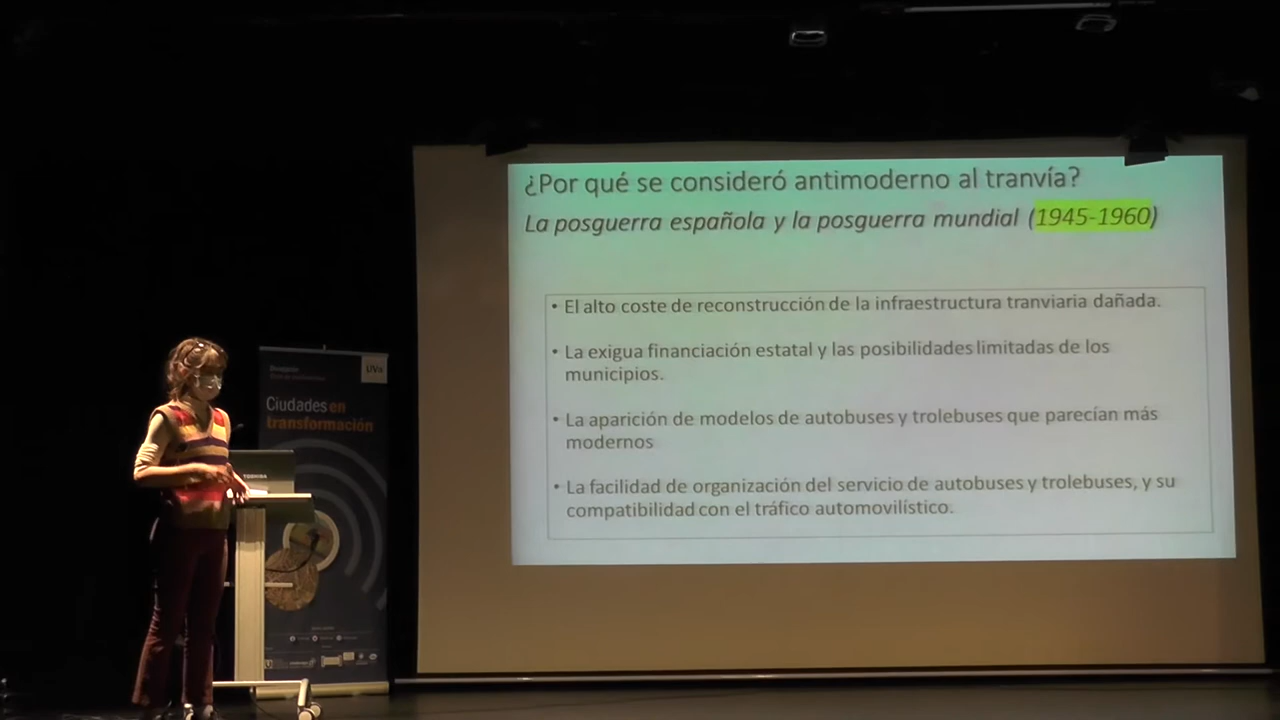 ¿Por qué se consideró antimoderno al tranvía?
La posguerra española y la posguerra mundial (1945-1960)
• El alto coste de reconstrucción de la infraestructura tranviaria dañada.
• La exigua financiación estatal y las posibilidades limitadas de los
municipios.
• La aparición de modelos de autobuses y trolebuses que parecían más
modernos
• La facilidad de organización del servicio de autobuses y trolebuses, y su
compatibilidad con el tráfico automovilístico.
UVa
Ciudades en
transformación
TOSHIBA